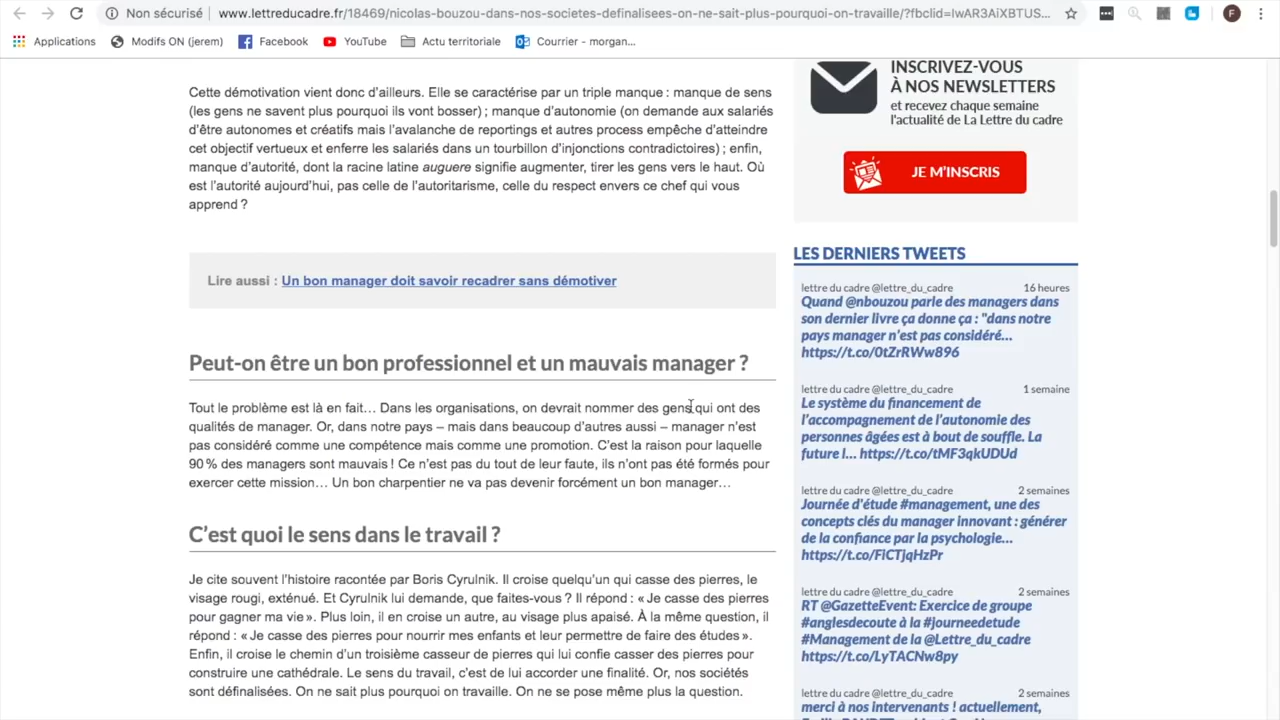 Non sécurisé | www.lettreducadre.fr/18469/nicolas-bouzou-dans-nos-societes-definalisees-on-ne-sait-plus-pourquoi-on-travaille/?fbclid=IwAR3AiXBTUS...
F
Applications
Modifs ON (jerem)
Facebook
YouTube
Actu territoriale
Courrier - morgan...
Cette démotivation vient donc d'ailleurs. Elle se caractérise par un triple manque : manque de sens
(les gens ne savent plus pourquoi ils vont bosser) ; manque d'autonomie (on demande aux salariés
d'être autonomes et créatifs mais l'avalanche de reportings et autres process empêche d'atteindre
cet objectif vertueux et enferre les salariés dans un tourbillon d'injonctions contradictoires) ; enfin,
manque d'autorité, dont la racine latine auguere signifie augmenter, tirer les gens vers le haut. Où
est l'autorité aujourd'hui, pas celle de l'autoritarisme, celle du respect envers ce chef qui vous
apprend ?
Lire aussi : Un bon manager doit savoir recadrer sans démotiver
Peut-on être un bon professionnel et un mauvais manager ?
Tout le problème est là en fait… Dans les organisations, on devrait nommer des gens qui ont des
qualités de manager. Or, dans notre pays – mais dans beaucoup d'autres aussi – manager n'est
pas considéré comme une compétence mais comme une promotion. C'est la raison pour laquelle
90 % des managers sont mauvais ! Ce n'est pas du tout de leur faute, ils n'ont pas été formés pour
exercer cette mission… Un bon charpentier ne va pas devenir forcément un bon manager…
C'est quoi le sens dans le travail ?
Je cite souvent l'histoire racontée par Boris Cyrulnik. Il croise quelqu'un qui casse des pierres, le
visage rougi, exténué. Et Cyrulnik lui demande, que faites-vous ? Il répond : « Je casse des pierres
pour gagner ma vie ». Plus loin, il en croise un autre, au visage plus apaisé. À la même question, il
répond : « Je casse des pierres pour nourrir mes enfants et leur permettre de faire des études ».
Enfin, il croise le chemin d'un troisième casseur de pierres qui lui confie casser des pierres pour
construire une cathédrale. Le sens du travail, c'est de lui accorder une finalité. Or, nos sociétés
sont définalisées. On ne sait plus pourquoi on travaille. On ne se pose même plus la question.
INSCRIVEZ-VOUS
À NOS NEWSLETTERS
et recevez chaque semaine
l'actualité de La Lettre du cadre
JE M'INSCRIS
LES DERNIERS TWEETS
lettre du cadre @lettre_du_cadre 16 heures
Quand @nbouzou parle des managers dans
son dernier livre ça donne ça : "dans notre
pays manager n'est pas considéré…
https://t.co/0tZrRWw896
lettre du cadre @lettre_du_cadre 1 semaine
Le système du financement de
l'accompagnement de l'autonomie des
personnes âgées est à bout de souffle. La
future l… https://t.co/tMF3qkUDUd
lettre du cadre @lettre_du_cadre 2 semaines
Journée d'étude #management, une des
concepts clés du manager innovant : générer
de la confiance par la psychologie…
https://t.co/FiCTjqHzPr
lettre du cadre @lettre_du_cadre 2 semaines
RT @GazetteEvent: Exercice de groupe
#anglesdecoute à la #journeedetude
#Management de la @Lettre_du_cadre
https://t.co/LyTACNw8py
lettre du cadre @lettre_du_cadre 2 semaines
merci à nos intervenants ! actuellement,